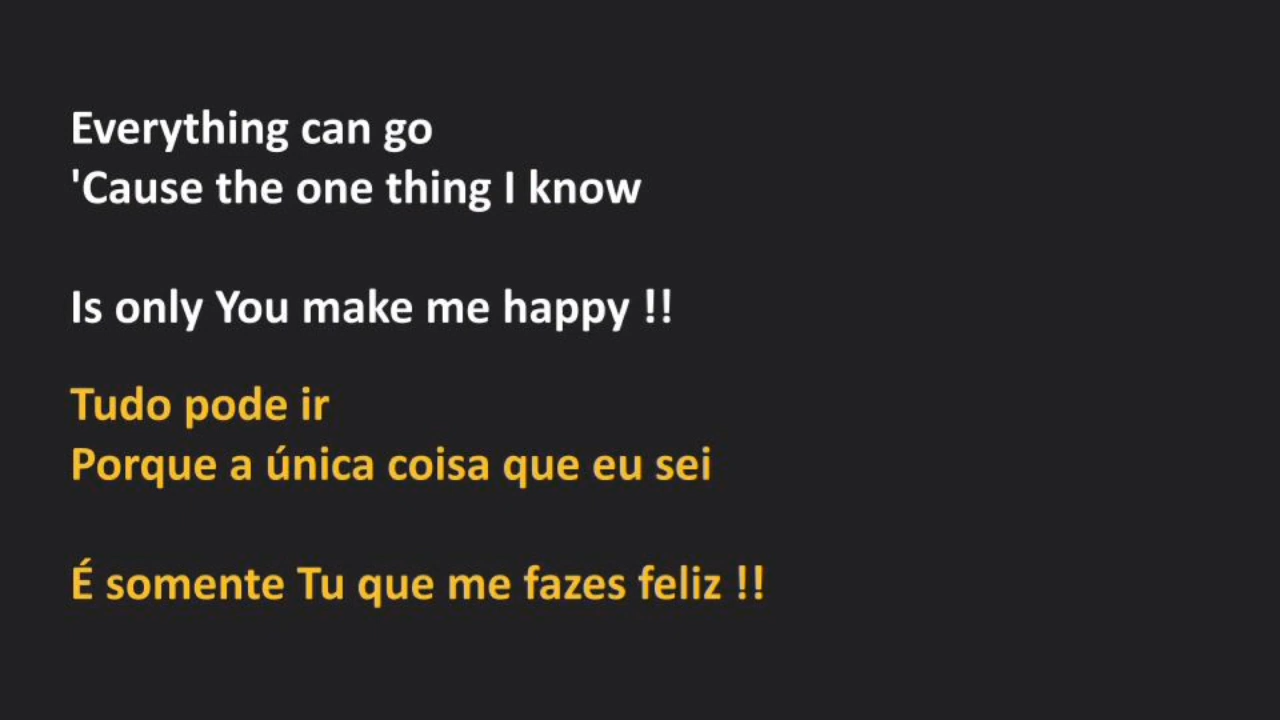 Everything can go
'Cause the one thing I know
Is only You make me happy !!
Tudo pode ir
Porque a única coisa que eu sei
É somente Tu que me fazes feliz !!